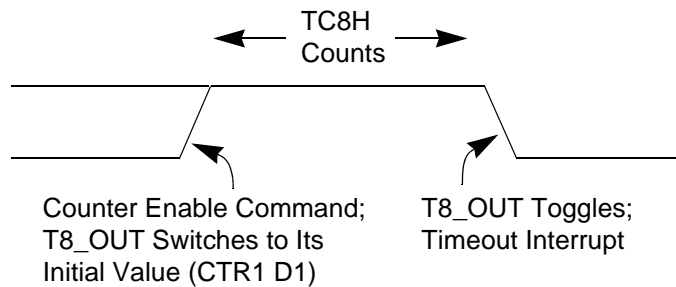 TC8H
Counts
Counter Enable Command;
T8_OUT Switches to Its
Initial Value (CTR1 D1)
T8_OUT Toggles;
Timeout Interrupt